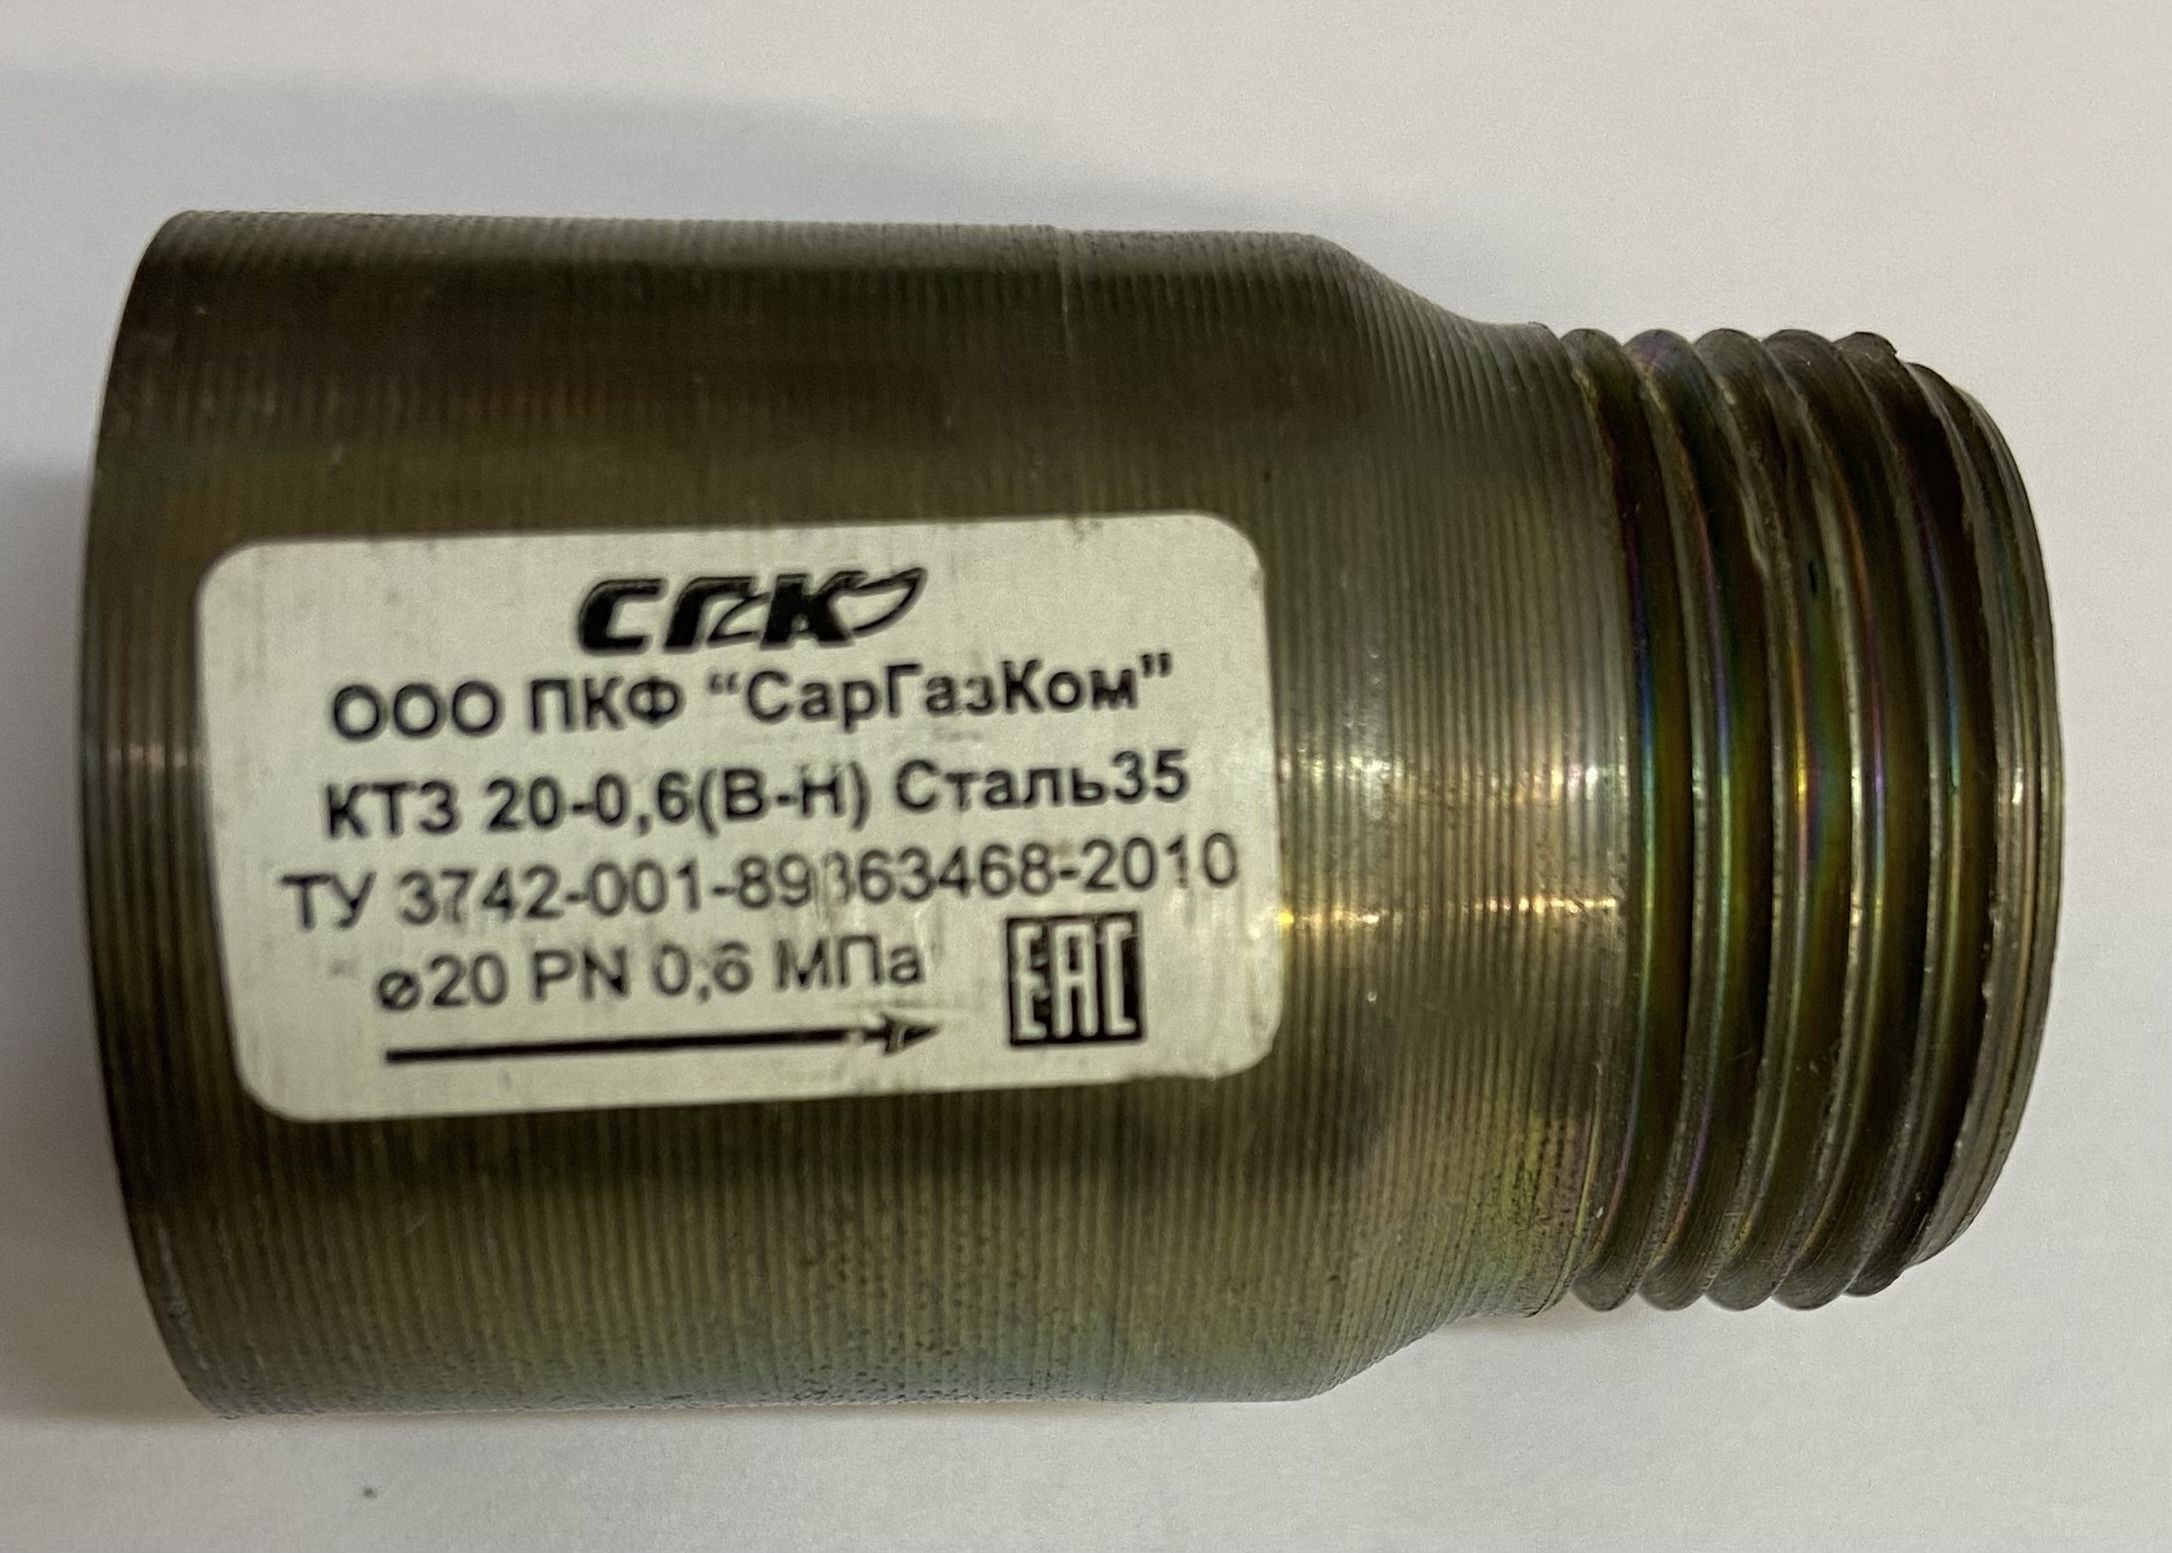 СГК
ООО ПКФ “СарГазКом”
КТЗ 20-0,6(В-Н) Сталь35
ТУ 3742-001-89363468-2010
⌀20 PN 0,6 МПа
ЕАС